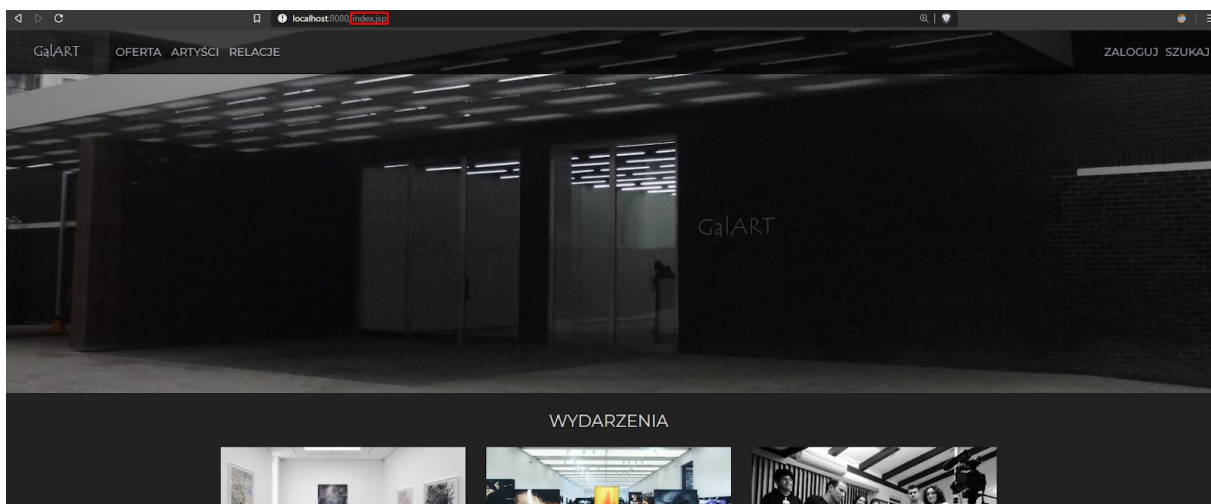 localhost:8080/index.jsp
GalART OFERTA ARTYŚCI RELACJE ZALOGUJ SZUKAJ
GalART
WYDARZENIA